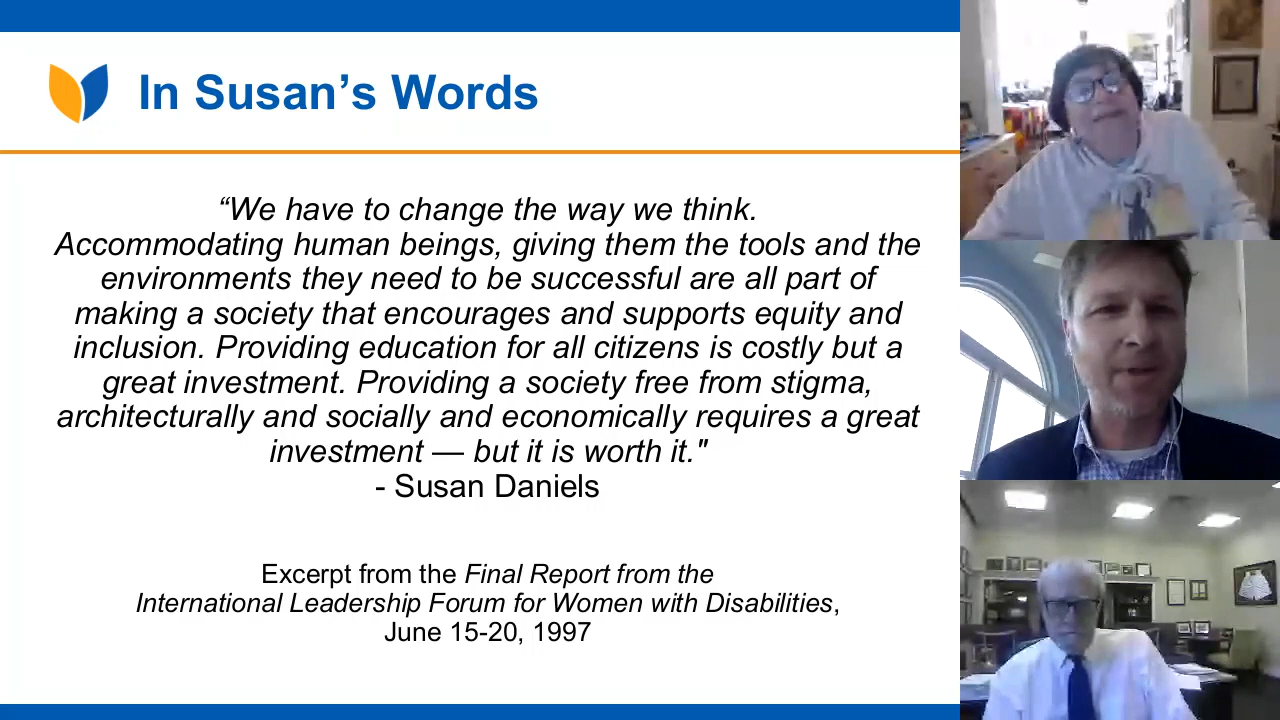 In Susan’s Words
“We have to change the way we think.
Accommodating human beings, giving them the tools and the
environments they need to be successful are all part of
making a society that encourages and supports equity and
inclusion. Providing education for all citizens is costly but a
great investment. Providing a society free from stigma,
architecturally and socially and economically requires a great
investment — but it is worth it."
- Susan Daniels
Excerpt from the Final Report from the
International Leadership Forum for Women with Disabilities,
June 15-20, 1997